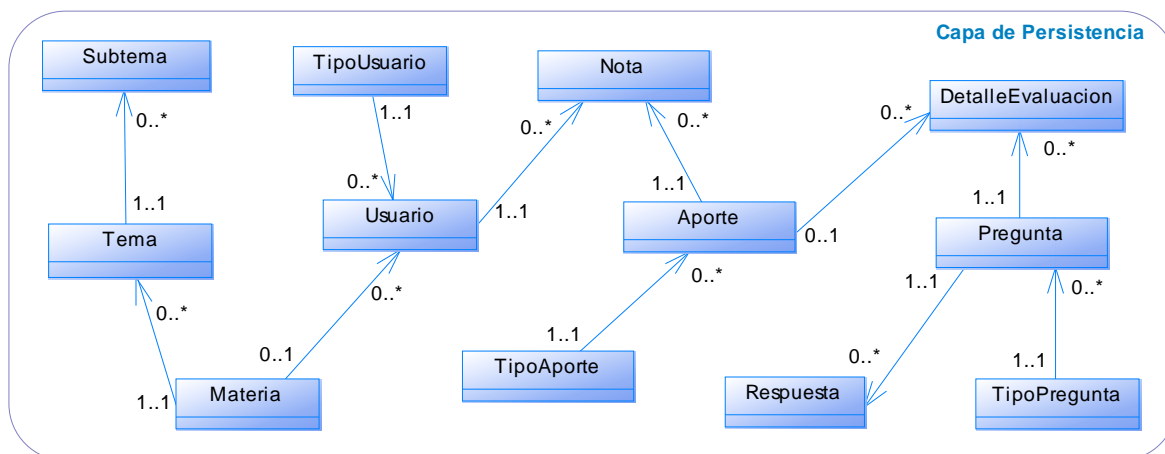 Capa de Persistencia
Subtema
TipoUsuario
Nota
DetalleEvaluacion
0..*
1..1
0..*
0..*
0..*
0..*
0..*
1..1
1..1
1..1
1..1
0..1
Tema
Usuario
Aporte
Pregunta
0..*
0..*
0..*
1..1
0..*
1..1
0..1
1..1
0..*
1..1
Materia
TipoAporte
Respuesta
TipoPregunta